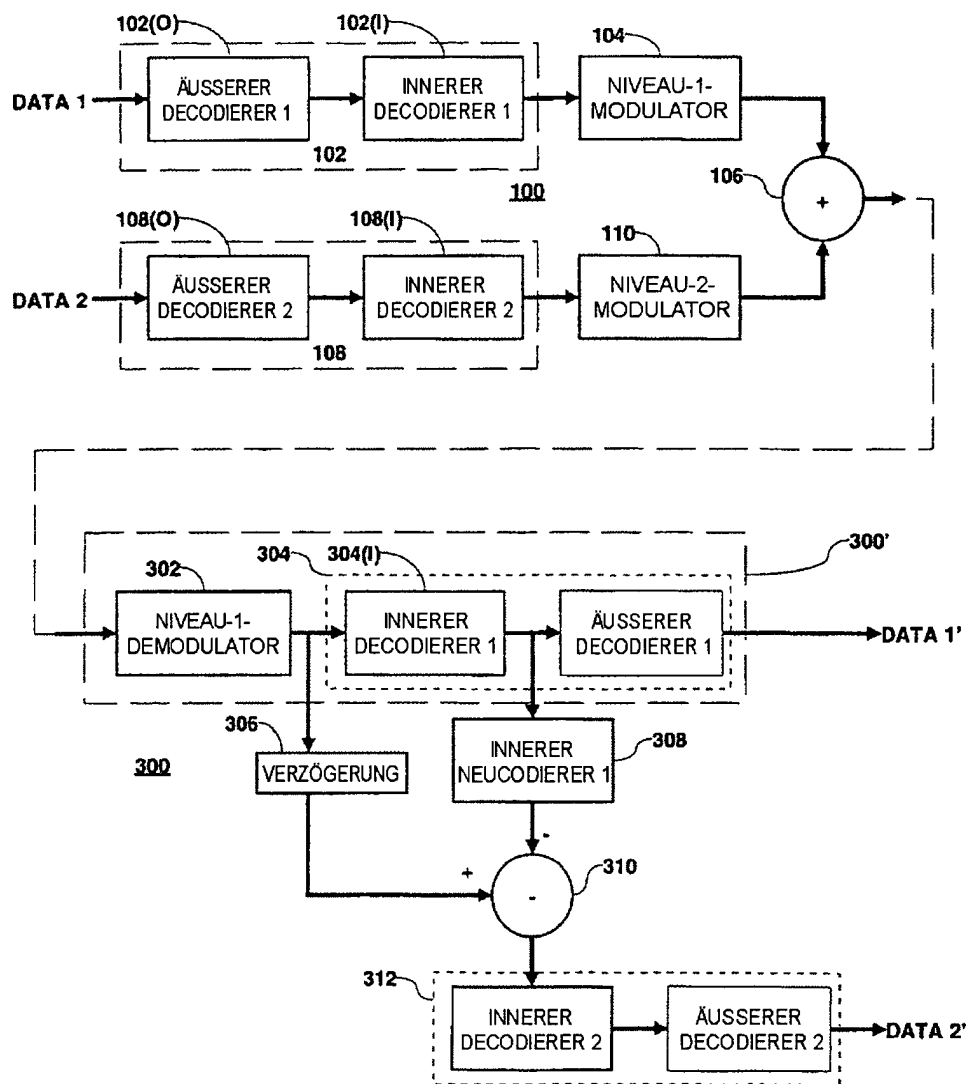 102(O)
102(I)
104
DATA 1
ÄUSSERER
DECODIERER 1
INNERER
DECODIERER 1
NIVEAU-1-
MODULATOR
102
100
106
+
108(O)
108(I)
110
DATA 2
ÄUSSERER
DECODIERER 2
INNERER
DECODIERER 2
NIVEAU-2-
MODULATOR
108
300'
304
304(I)
302
NIVEAU-1-
DEMODULATOR
INNERER
DECODIERER 1
ÄUSSERER
DECODIERER 1
DATA 1'
306
300
VERZÖGERUNG
INNERER
NEUCODIERER 1
308
-
+
-
310
312
INNERER
DECODIERER 2
ÄUSSERER
DECODIERER 2
DATA 2'